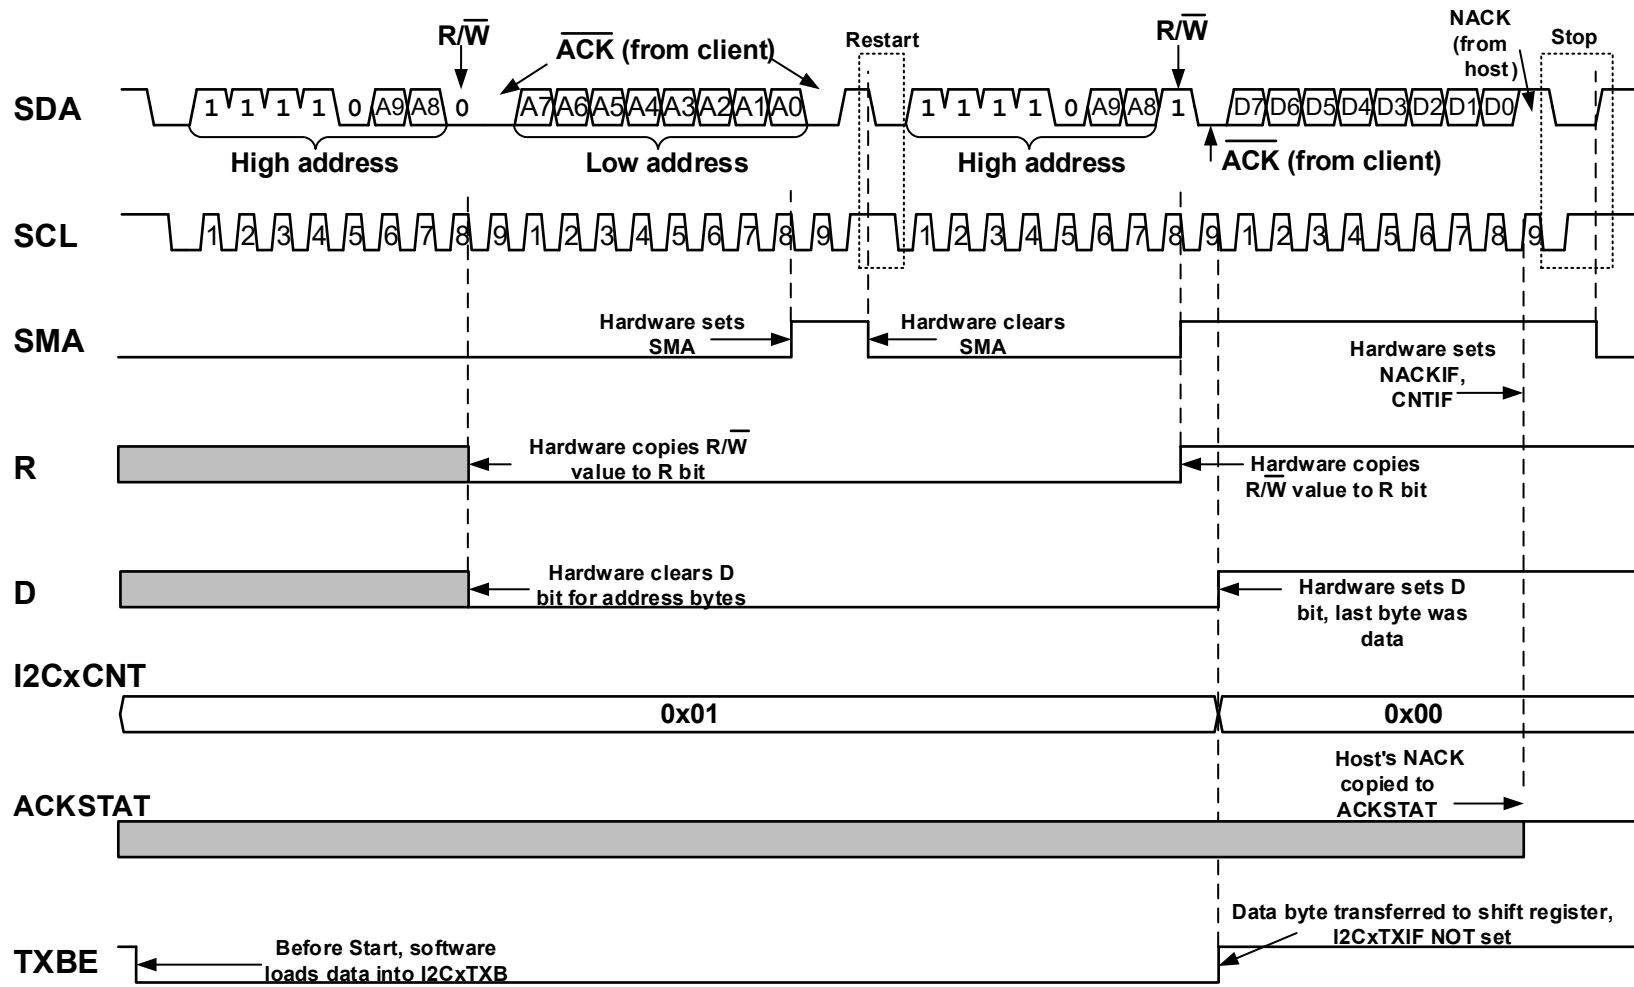 R/W
ACK (from client)
Restart
R/W
NACK
(from
host)
Stop
SDA
1 1 1 1 0 A9 A8 0 A7 A6 A5 A4 A3 A2 A1 A0 1 1 1 1 0 A9 A8 1 D7 D6 D5 D4 D3 D2 D1 D0
High address
Low address
High address
ACK (from client)
SCL
1 2 3 4 5 6 7 8 9 1 2 3 4 5 6 7 8 9 1 2 3 4 5 6 7 8 9 1 2 3 4 5 6 7 8 9
SMA
Hardware sets
SMA
Hardware clears
SMA
Hardware sets
NACKIF,
CNTIF
R
Hardware copies R/W
value to R bit
Hardware copies
R/W value to R bit
D
Hardware clears D
bit for address bytes
Hardware sets D
bit, last byte was
data
I2CxCNT
0x01
0x00
ACKSTAT
Host's NACK
copied to
ACKSTAT
TXBE
Before Start, software
loads data into I2CxTXB
Data byte transferred to shift register,
I2CxTXIF NOT set